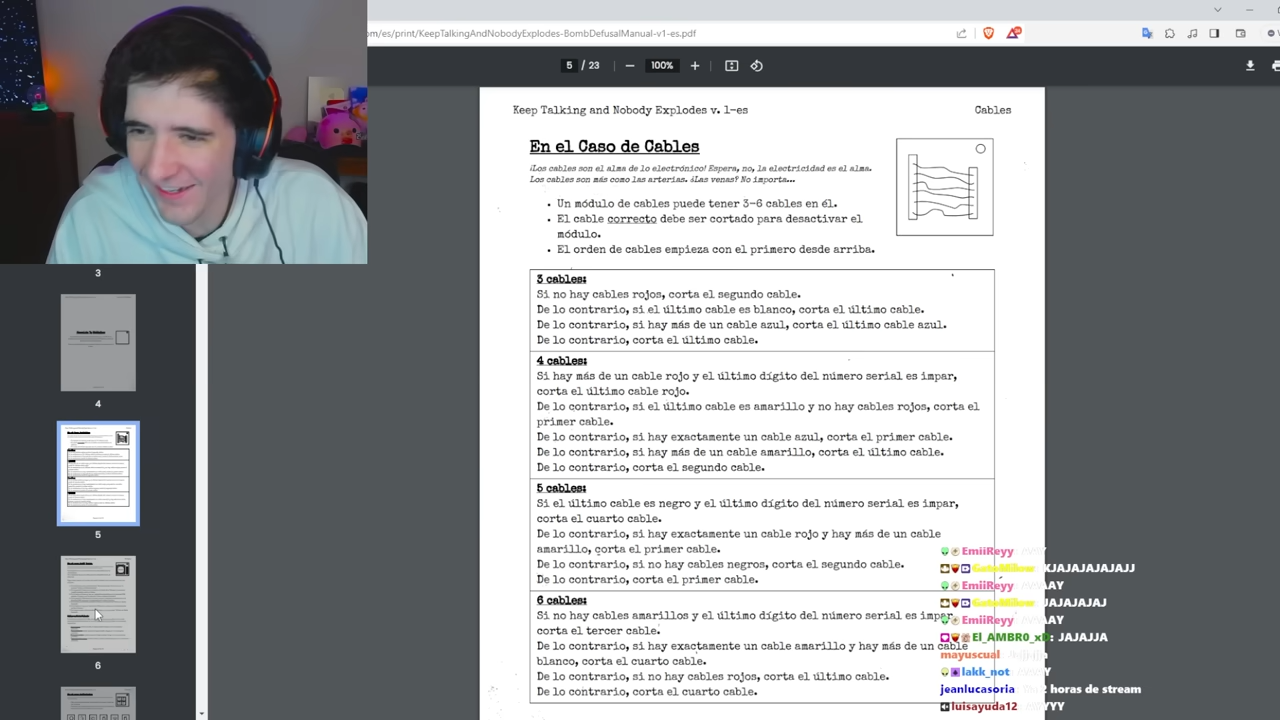 com/es/print/KeepTalkingAndNobodyExplodes-BombDefusalManual-v1-es.pdf
5 / 23
100%
Keep Talking and Nobody Explodes v. 1-es
Cables
En el Caso de Cables
¡Los cables son el alma de lo electrónico! Espera, no, la electricidad es el alma.
Los cables son más como las arterias. ¿Las venas? No importa...
• Un módulo de cables puede tener 3-6 cables en él.
• El cable correcto debe ser cortado para desactivar el
módulo.
• El orden de cables empieza con el primero desde arriba.
3 cables:
Si no hay cables rojos, corta el segundo cable.
De lo contrario, si el último cable es blanco, corta el último cable.
De lo contrario, si hay más de un cable azul, corta el último cable azul.
De lo contrario, corta el último cable.
4 cables:
Si hay más de un cable rojo y el último dígito del número serial es impar,
corta el último cable rojo.
De lo contrario, si el último cable es amarillo y no hay cables rojos, corta el
primer cable.
De lo contrario, si hay exactamente un cable azul, corta el primer cable.
De lo contrario, si hay más de un cable amarillo, corta el último cable.
De lo contrario, corta el segundo cable.
5 cables:
Si el último cable es negro y el último dígito del número serial es impar,
corta el cuarto cable.
De lo contrario, si hay exactamente un cable rojo y hay más de un cable
amarillo, corta el primer cable.
De lo contrario, si no hay cables negros, corta el segundo cable.
De lo contrario, corta el primer cable.
6 cables:
Si no hay cables amarillos y el último dígito del número serial es impar,
corta el tercer cable.
De lo contrario, si hay exactamente un cable amarillo y hay más de un cable
blanco, corta el cuarto cable.
De lo contrario, si no hay cables rojos, corta el último cable.
De lo contrario, corta el cuarto cable.
3
4
5
6
EmiiReyy
XJAJAJAJAJAJJ
EmiiReyy
JAJAJAJAJ
EmiiReyy
El_AMBR0_xD: JAJAJJA
mayuscual
lakk_not
jeanlucasoria 2 horas de stream
luisayuda12